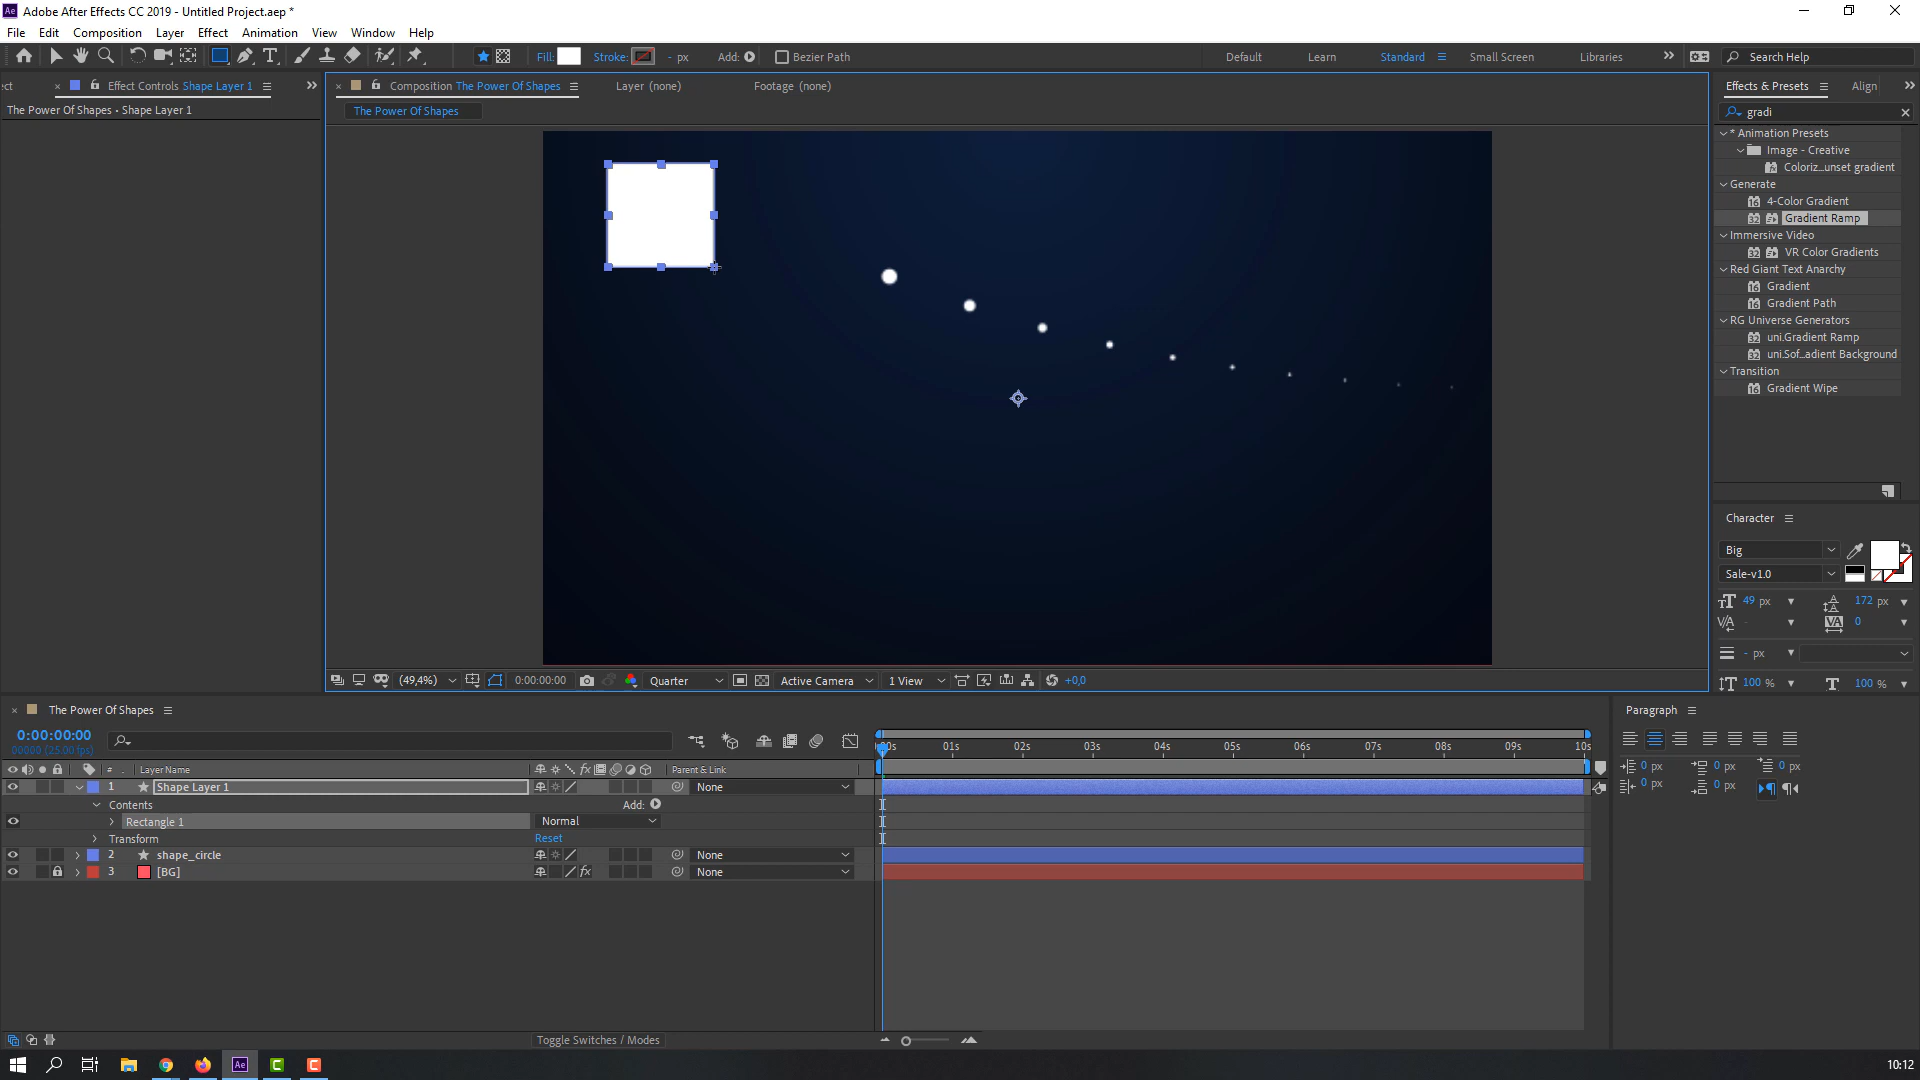 Adobe After Effects CC 2019 - Untitled Project.aep *
File Edit Composition Layer Effect Animation View Window Help
Fill: Stroke: - px Add: Bezier Path Default Learn Standard Small Screen Libraries Search Help
ect Effect Controls Shape Layer 1
The Power Of Shapes • Shape Layer 1
Composition The Power Of Shapes Layer (none) Footage (none)
The Power Of Shapes
Effects & Presets Align
gradi
* Animation Presets
Image - Creative
Coloriz...unset gradient
Generate
4-Color Gradient
Gradient Ramp
Immersive Video
VR Color Gradients
Red Giant Text Anarchy
Gradient
Gradient Path
RG Universe Generators
uni.Gradient Ramp
uni.Sof...adient Background
Transition
Gradient Wipe
Character
Big
Sale-v1.0
49 px 172 px
- 0
- px
100 % 100 %
(49,4%) 0:00:00:00 Quarter Active Camera 1 View +0,0
The Power Of Shapes
0:00:00:00
00000 (25.00 fps)
00s 01s 02s 03s 04s 05s 06s 07s 08s 09s 10s
# . Layer Name Parent & Link
1 Shape Layer 1 None
Contents Add:
Rectangle 1 Normal
Transform Reset
2 shape_circle None
3 [BG] None
Toggle Switches / Modes
Paragraph
0 px 0 px 0 px
0 px 0 px
10:12